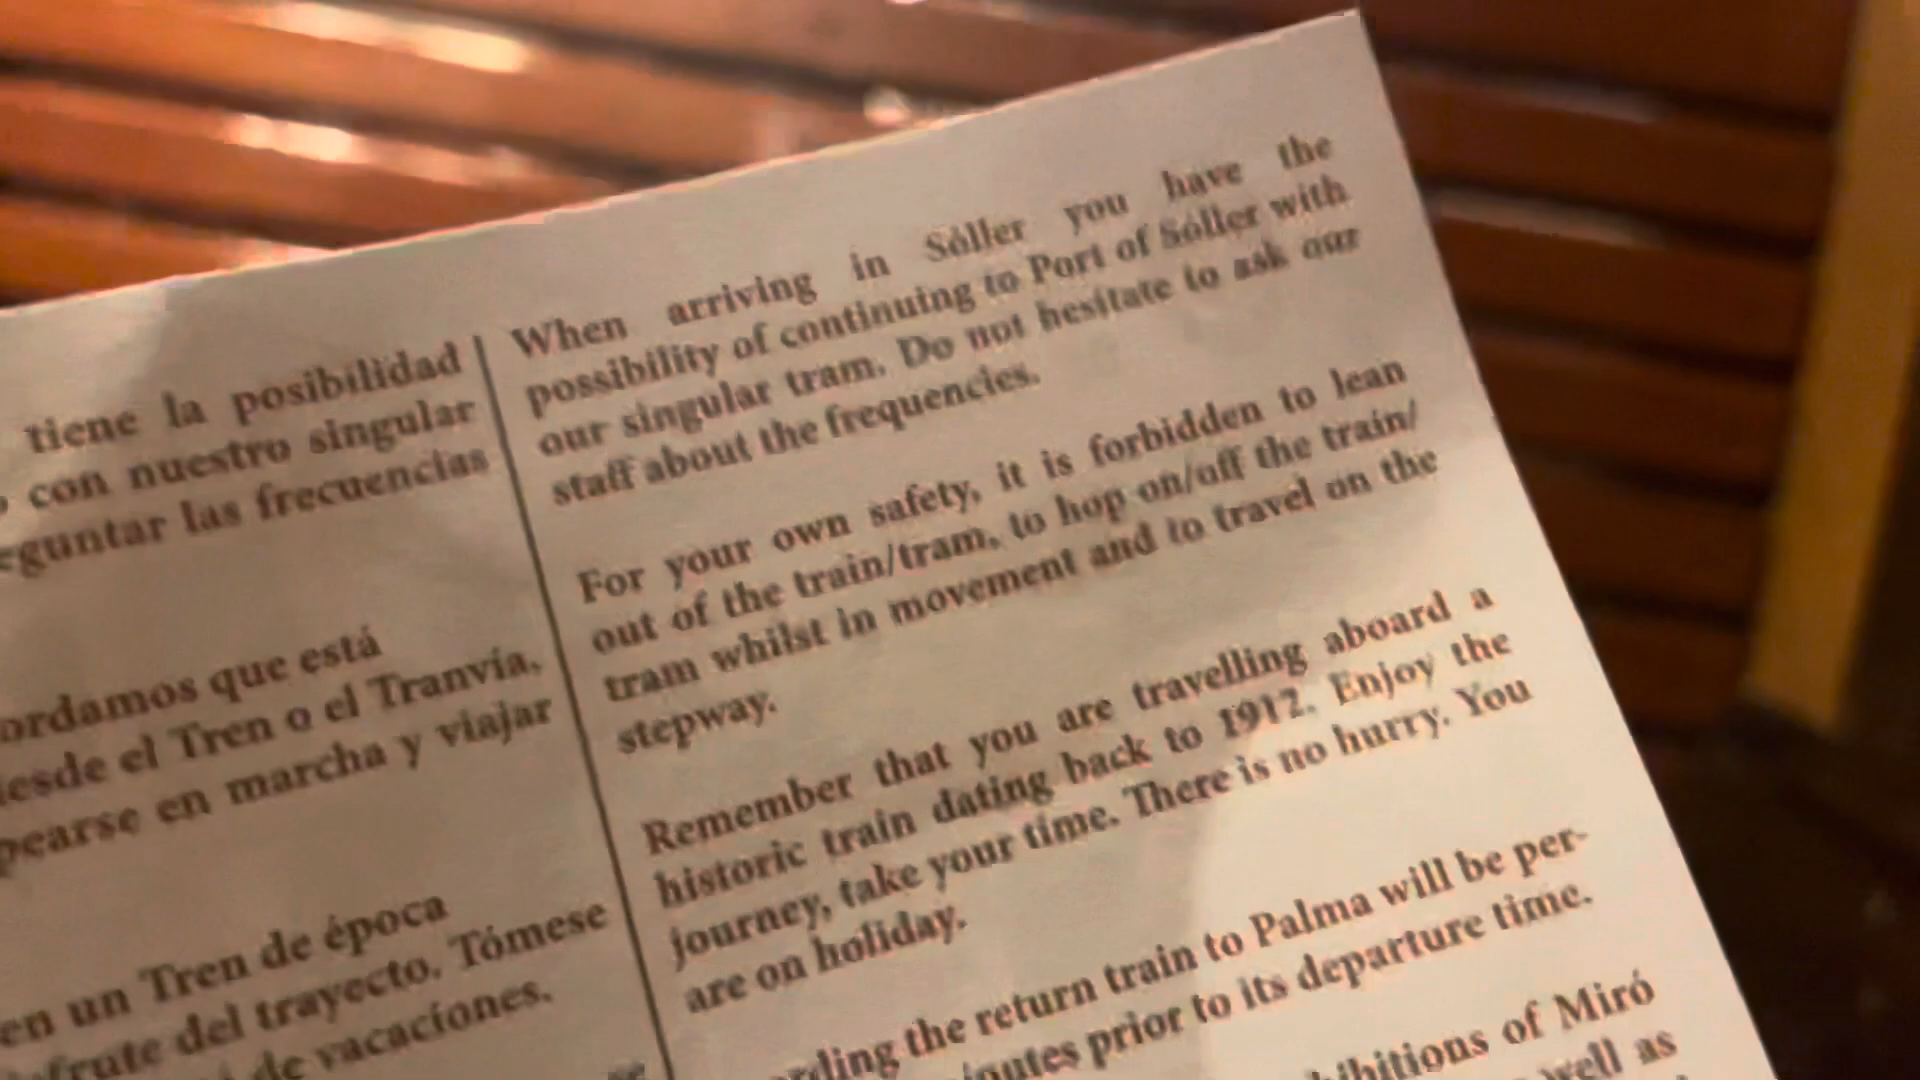 tiene la posibilidad
con nuestro singular
eguntar las frecuencias
ordamos que está
desde el Tren o el Tranvía,
pearse en marcha y viajar
en un Tren de época
frute del trayecto. Tómese
de vacaciones.
When arriving in Sóller you have the
possibility of continuing to Port of Sóller with
our singular tram. Do not hesitate to ask our
staff about the frequencies.
For your own safety, it is forbidden to lean
out of the train/tram, to hop on/off the train/
tram whilst in movement and to travel on the
stepway.
Remember that you are travelling aboard a
historic train dating back to 1912. Enjoy the
journey, take your time. There is no hurry. You
are on holiday.
rding the return train to Palma will be per-
inutes prior to its departure time.
hibitions of Miró
well as